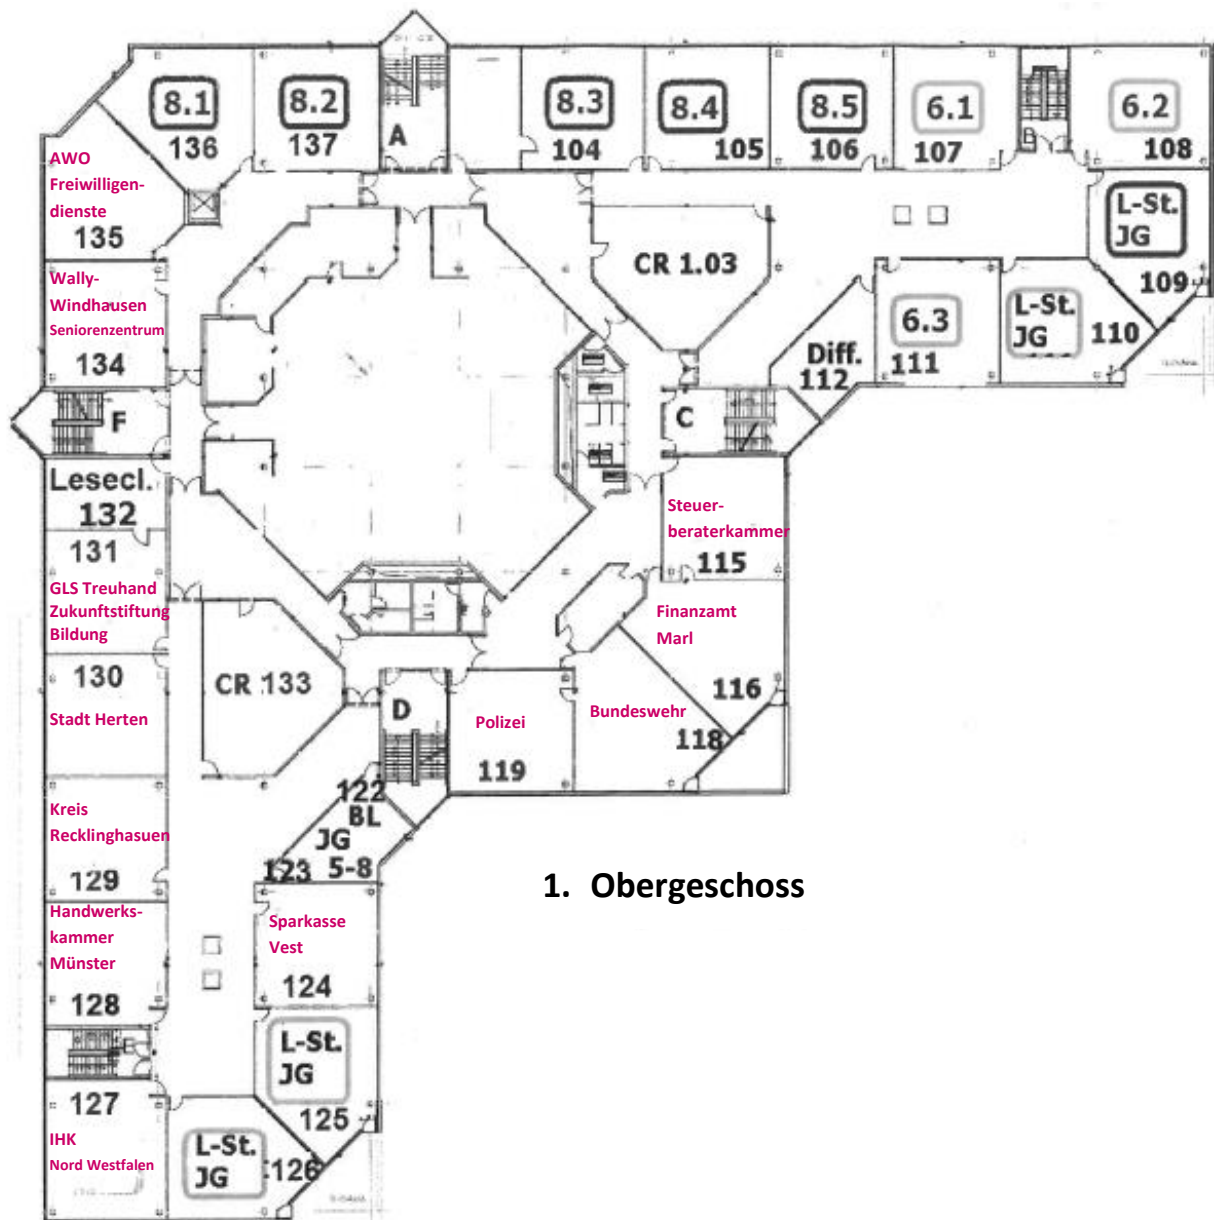 8.1
136
8.2
137
A
8.3
104
8.4
105
8.5
106
6.1
107
6.2
108
AWO
Freiwilligen-
dienste
135
L-St.
JG
109
CR 1.03
Wally-
Windhausen
Seniorenzentrum
134
6.3
111
L-St.
JG
110
Diff.
112
F
C
Lesecl.
132
131
Steuer-
beraterkammer
115
GLS Treuhand
Zukunftstiftung
Bildung
Finanzamt
Marl
116
130
Stadt Herten
CR 133
D
Polizei
119
Bundeswehr
118
122
BL
JG
123 5-8
Kreis
Recklinghasuen
129
1. Obergeschoss
Handwerks-
kammer
Münster
128
Sparkasse
Vest
124
L-St.
JG
125
127
IHK
Nord Westfalen
L-St.
JG
126